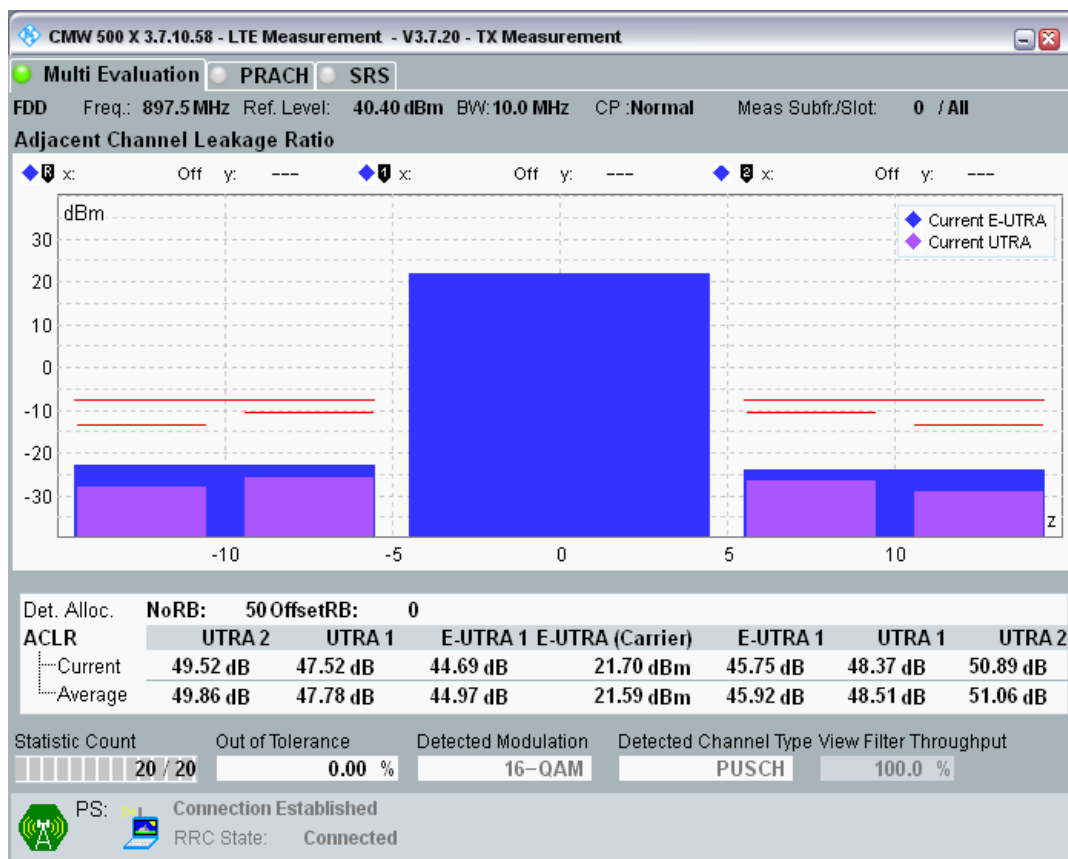 CMW 500 X 3.7.10.58 - LTE Measurement - V3.7.20 - TX Measurement
Multi Evaluation PRACH SRS
FDD Freq.: 897.5 MHz Ref. Level: 40.40 dBm BW: 10.0 MHz CP :Normal Meas Subfr./Slot: 0 / All
Adjacent Channel Leakage Ratio
R x: Off y: --- 1 x: Off y: --- 2 x: Off y: ---
dBm
Current E-UTRA
Current UTRA
30
20
10
0
-10
-20
-30
z
-10 -5 0 5 10
Det. Alloc. NoRB: 50 OffsetRB: 0
ACLR UTRA 2 UTRA 1 E-UTRA 1 E-UTRA (Carrier) E-UTRA 1 UTRA 1 UTRA 2
Current 49.52 dB 47.52 dB 44.69 dB 21.70 dBm 45.75 dB 48.37 dB 50.89 dB
Average 49.86 dB 47.78 dB 44.97 dB 21.59 dBm 45.92 dB 48.51 dB 51.06 dB
Statistic Count Out of Tolerance Detected Modulation Detected Channel Type View Filter Throughput
20 / 20 0.00 % 16-QAM PUSCH 100.0 %
PS: Connection Established
RRC State: Connected